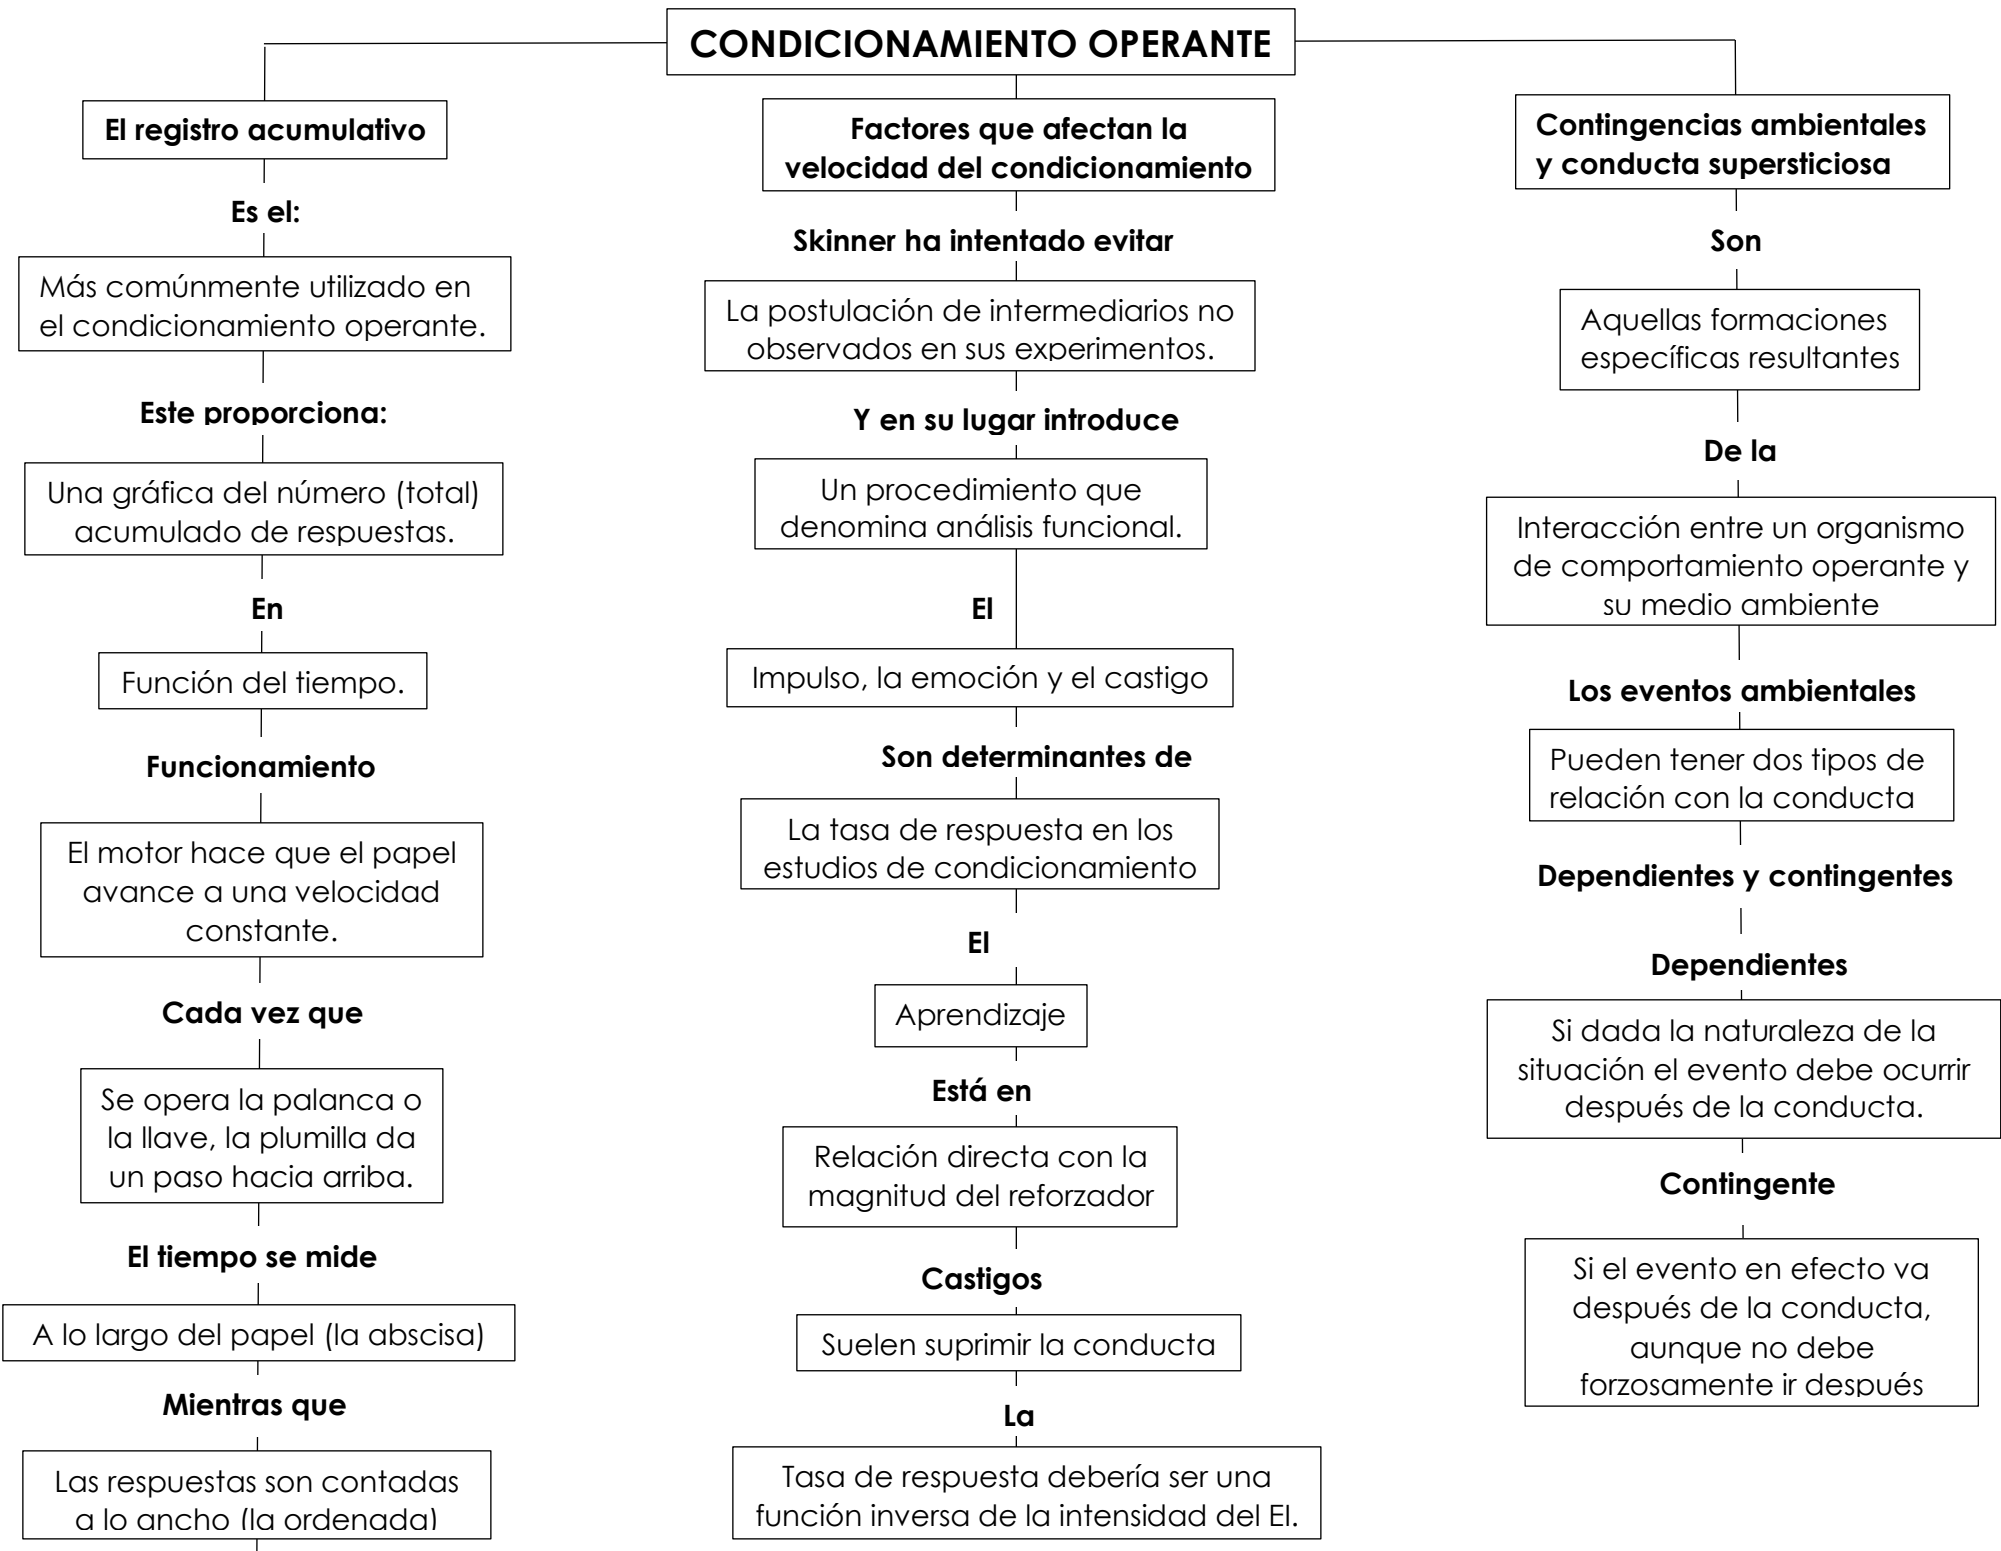 CONDICIONAMIENTO OPERANTE
El registro acumulativo
Es el:
Más comúnmente utilizado en
el condicionamiento operante.
Este proporciona:
Una gráfica del número (total)
acumulado de respuestas.
En
Función del tiempo.
Funcionamiento
El motor hace que el papel
avance a una velocidad
constante.
Cada vez que
Se opera la palanca o
la llave, la plumilla da
un paso hacia arriba.
El tiempo se mide
A lo largo del papel (la abscisa)
Mientras que
Las respuestas son contadas
a lo ancho (la ordenada)
Factores que afectan la
velocidad del condicionamiento
Skinner ha intentado evitar
La postulación de intermediarios no
observados en sus experimentos.
Y en su lugar introduce
Un procedimiento que
denomina análisis funcional.
El
Impulso, la emoción y el castigo
Son determinantes de
La tasa de respuesta en los
estudios de condicionamiento
El
Aprendizaje
Está en
Relación directa con la
magnitud del reforzador
Castigos
Suelen suprimir la conducta
La
Tasa de respuesta debería ser una
función inversa de la intensidad del EI.
Contingencias ambientales
y conducta supersticiosa
Son
Aquellas formaciones
específicas resultantes
De la
Interacción entre un organismo
de comportamiento operante y
su medio ambiente
Los eventos ambientales
Pueden tener dos tipos de
relación con la conducta
Dependientes y contingentes
Dependientes
Si dada la naturaleza de la
situación el evento debe ocurrir
después de la conducta.
Contingente
Si el evento en efecto va
después de la conducta,
aunque no debe
forzosamente ir después